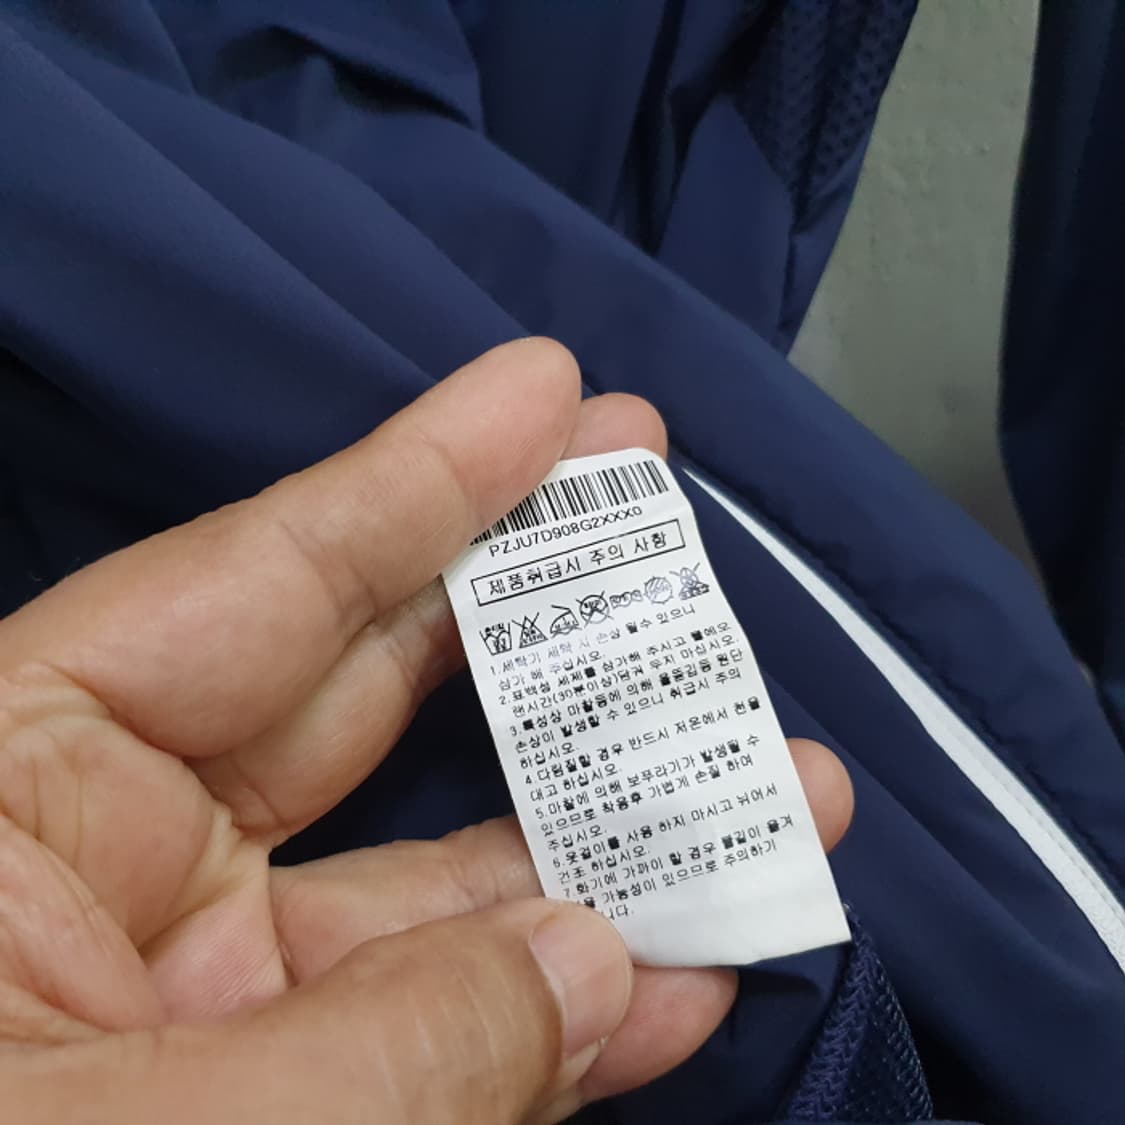 PZJU7D908G2XXX0
제품취급시 주의 사항
1.세탁기 세탁 시 손상 될수 있으니
삼가 해 주십시오.
2.표백성 세제를 삼가해 주시고 물에오
랜시간(30분이상)담궈 두지 마십시오.
3.특성상 마찰등에 의해 올뜯김등 원단
손상이 발생할 수 있으니 취급시 주의
하십시오.
4.다림질할 경우 반드시 저온에서 천을
대고 하십시오.
5.마찰에 의해 보푸라기가 발생될 수
있으므로 착용후 가볍게 손질 하여
주십시오.
6.옷걸이를 사용 하지 마시고 뉘어서
건조 하십시오.
7.화기에 가까이 할 경우 불길이 옮겨
가능성이 있으므로 주의하기
니다.